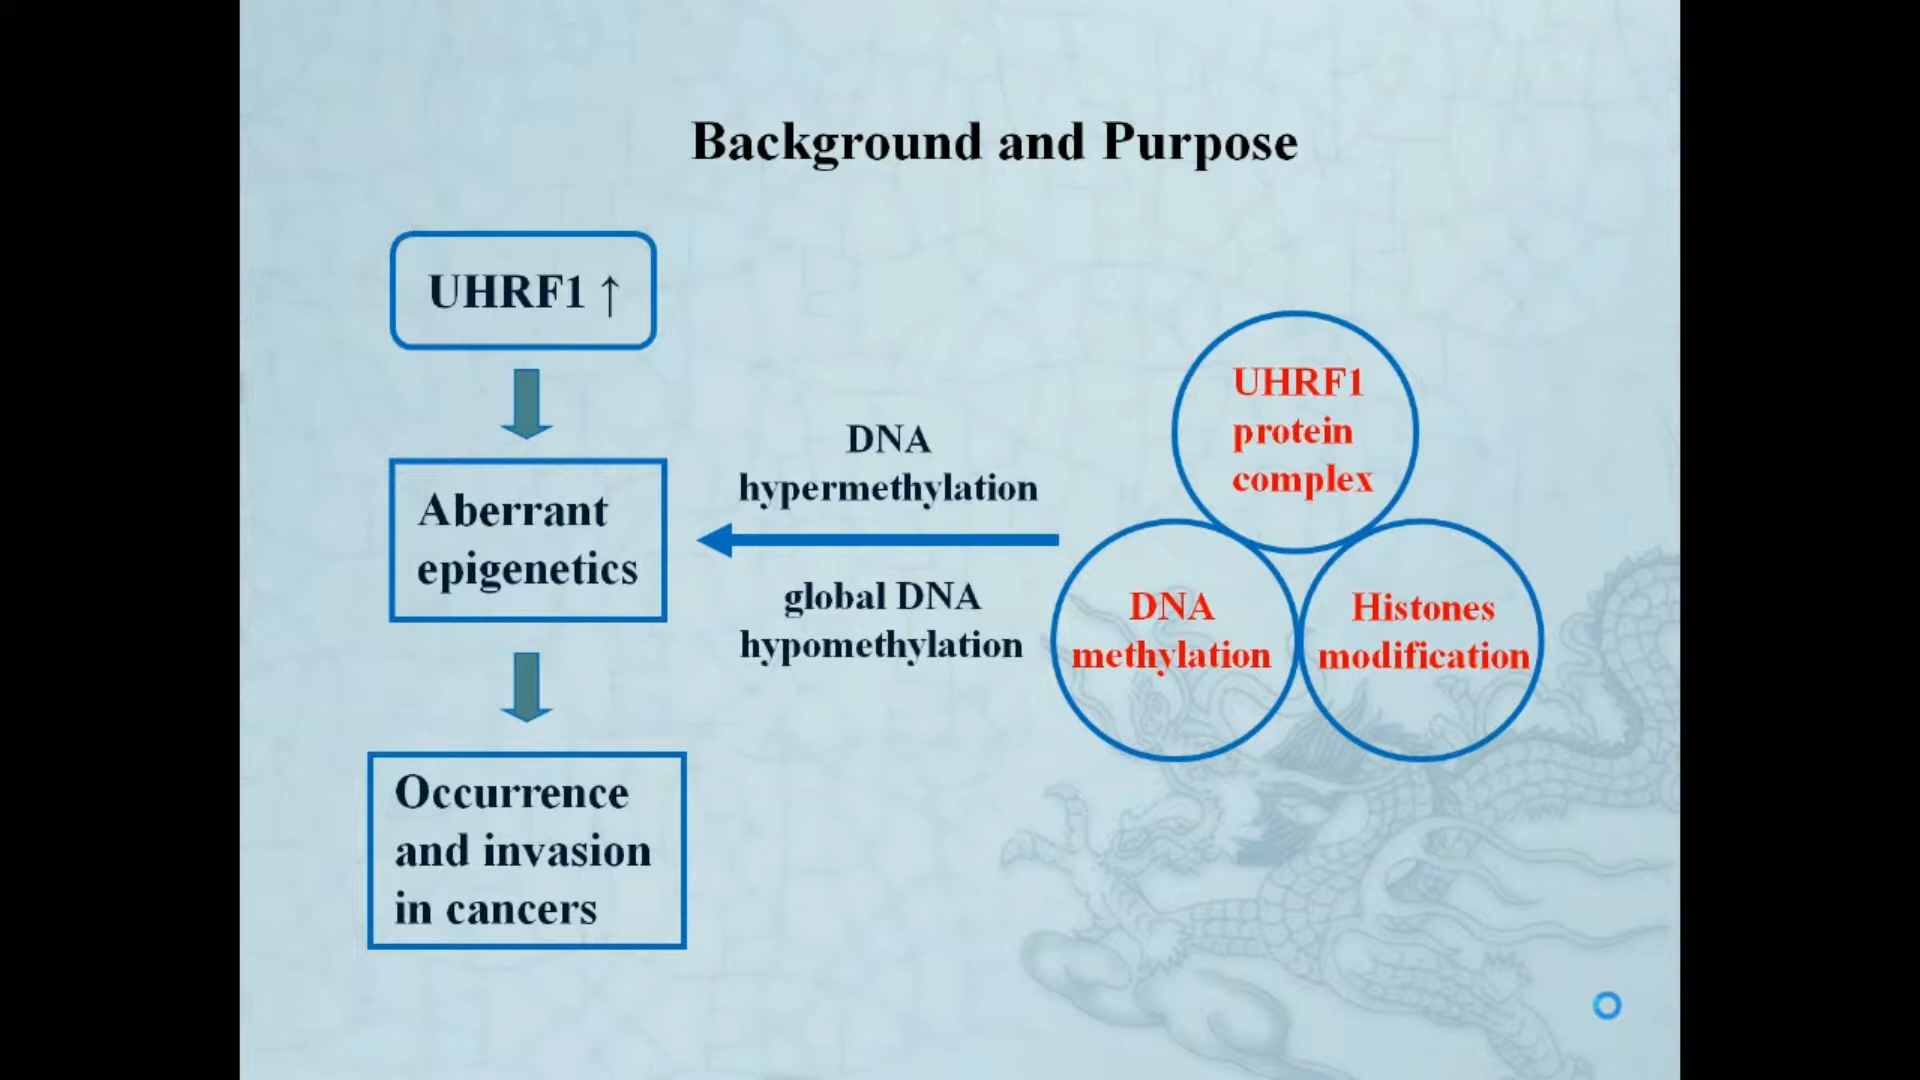 Background and Purpose
UHRF1 ↑
Aberrant
epigenetics
Occurrence
and invasion
in cancers
DNA
hypermethylation
global DNA
hypomethylation
UHRF1
protein
complex
DNA
methylation
Histones
modification